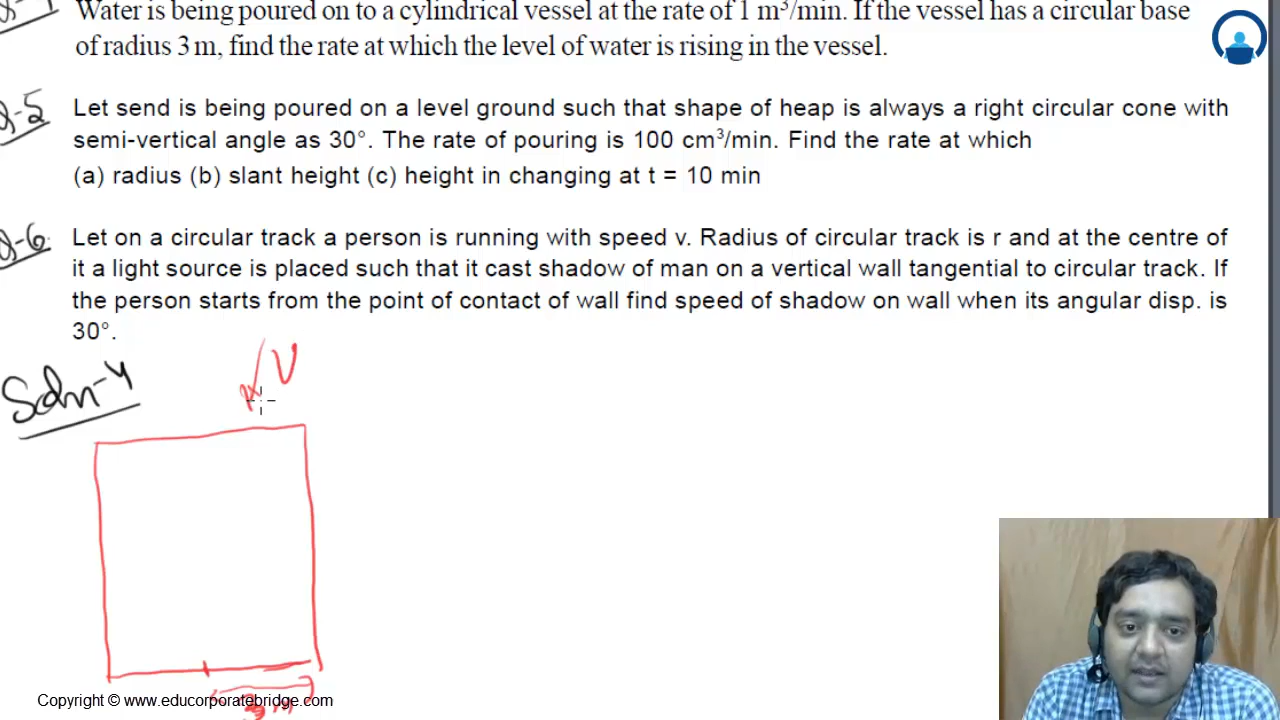 Water is being poured on to a cylindrical vessel at the rate of 1 m³/min. If the vessel has a circular base
of radius 3 m, find the rate at which the level of water is rising in the vessel.
Q-5 Let send is being poured on a level ground such that shape of heap is always a right circular cone with
semi-vertical angle as 30°. The rate of pouring is 100 cm³/min. Find the rate at which
(a) radius (b) slant height (c) height in changing at t = 10 min
Q-6 Let on a circular track a person is running with speed v. Radius of circular track is r and at the centre of
it a light source is placed such that it cast shadow of man on a vertical wall tangential to circular track. If
the person starts from the point of contact of wall find speed of shadow on wall when its angular disp. is
30°.
Soln-4
V
3m
Copyright © www.educorporatebridge.com